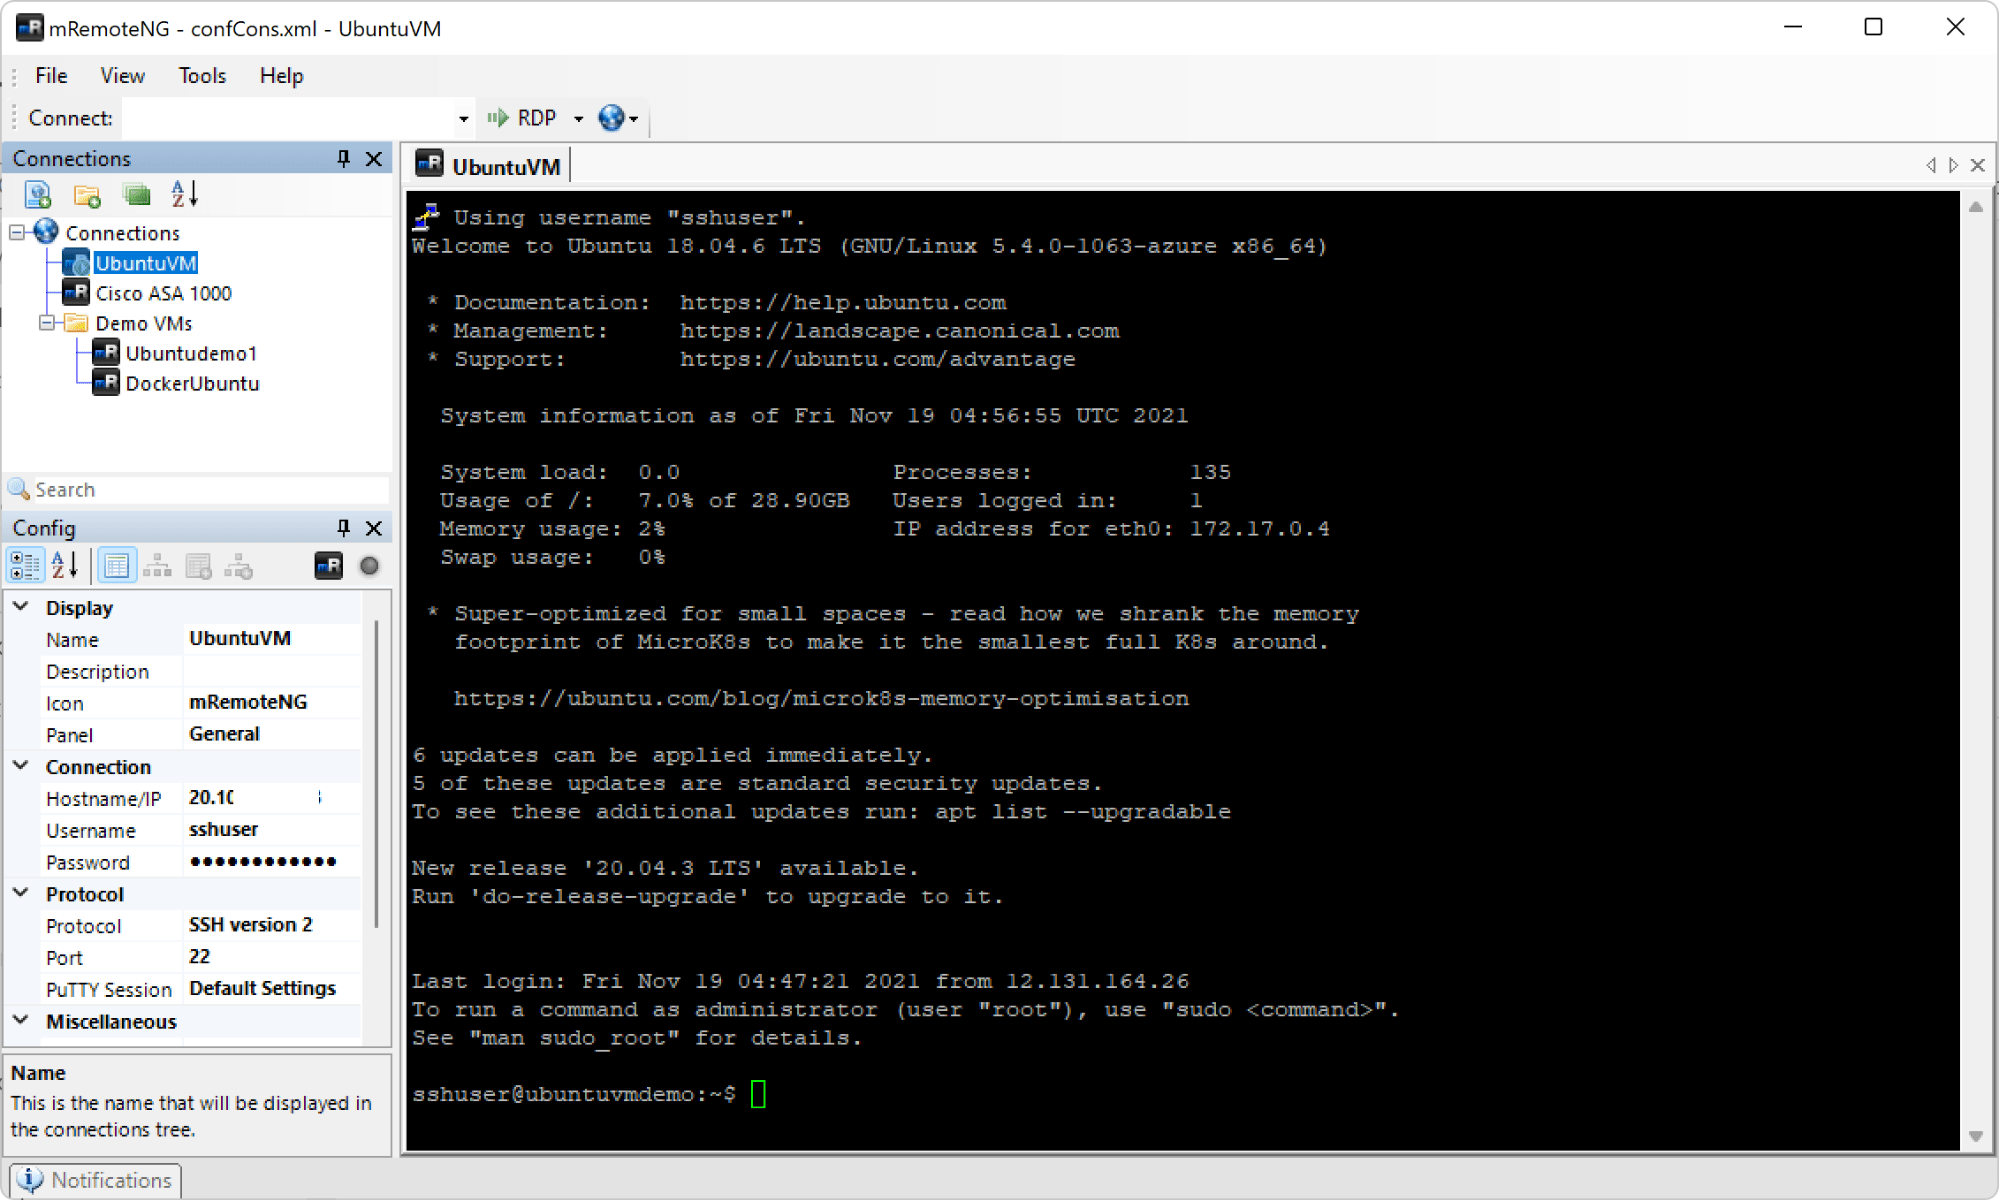 mRemoteNG - confCons.xml - UbuntuVM
File View Tools Help
Connect: RDP
Connections
Connections
UbuntuVM
Cisco ASA 1000
Demo VMs
Ubuntudemo1
DockerUbuntu
Search
Config
Display
Name UbuntuVM
Description
Icon mRemoteNG
Panel General
Connection
Hostname/IP 20.10
Username sshuser
Password ●●●●●●●●●●●●
Protocol
Protocol SSH version 2
Port 22
PuTTY Session Default Settings
Miscellaneous
Name
This is the name that will be displayed in
the connections tree.
Notifications
UbuntuVM
Using username "sshuser".
Welcome to Ubuntu 18.04.6 LTS (GNU/Linux 5.4.0-1063-azure x86_64)
* Documentation: https://help.ubuntu.com
* Management: https://landscape.canonical.com
* Support: https://ubuntu.com/advantage
System information as of Fri Nov 19 04:56:55 UTC 2021
System load: 0.0 Processes: 135
Usage of /: 7.0% of 28.90GB Users logged in: 1
Memory usage: 2% IP address for eth0: 172.17.0.4
Swap usage: 0%
* Super-optimized for small spaces - read how we shrank the memory
footprint of MicroK8s to make it the smallest full K8s around.
https://ubuntu.com/blog/microk8s-memory-optimisation
6 updates can be applied immediately.
5 of these updates are standard security updates.
To see these additional updates run: apt list --upgradable
New release '20.04.3 LTS' available.
Run 'do-release-upgrade' to upgrade to it.
Last login: Fri Nov 19 04:47:21 2021 from 12.131.164.26
To run a command as administrator (user "root"), use "sudo <command>".
See "man sudo_root" for details.
sshuser@ubuntuvmdemo:~$